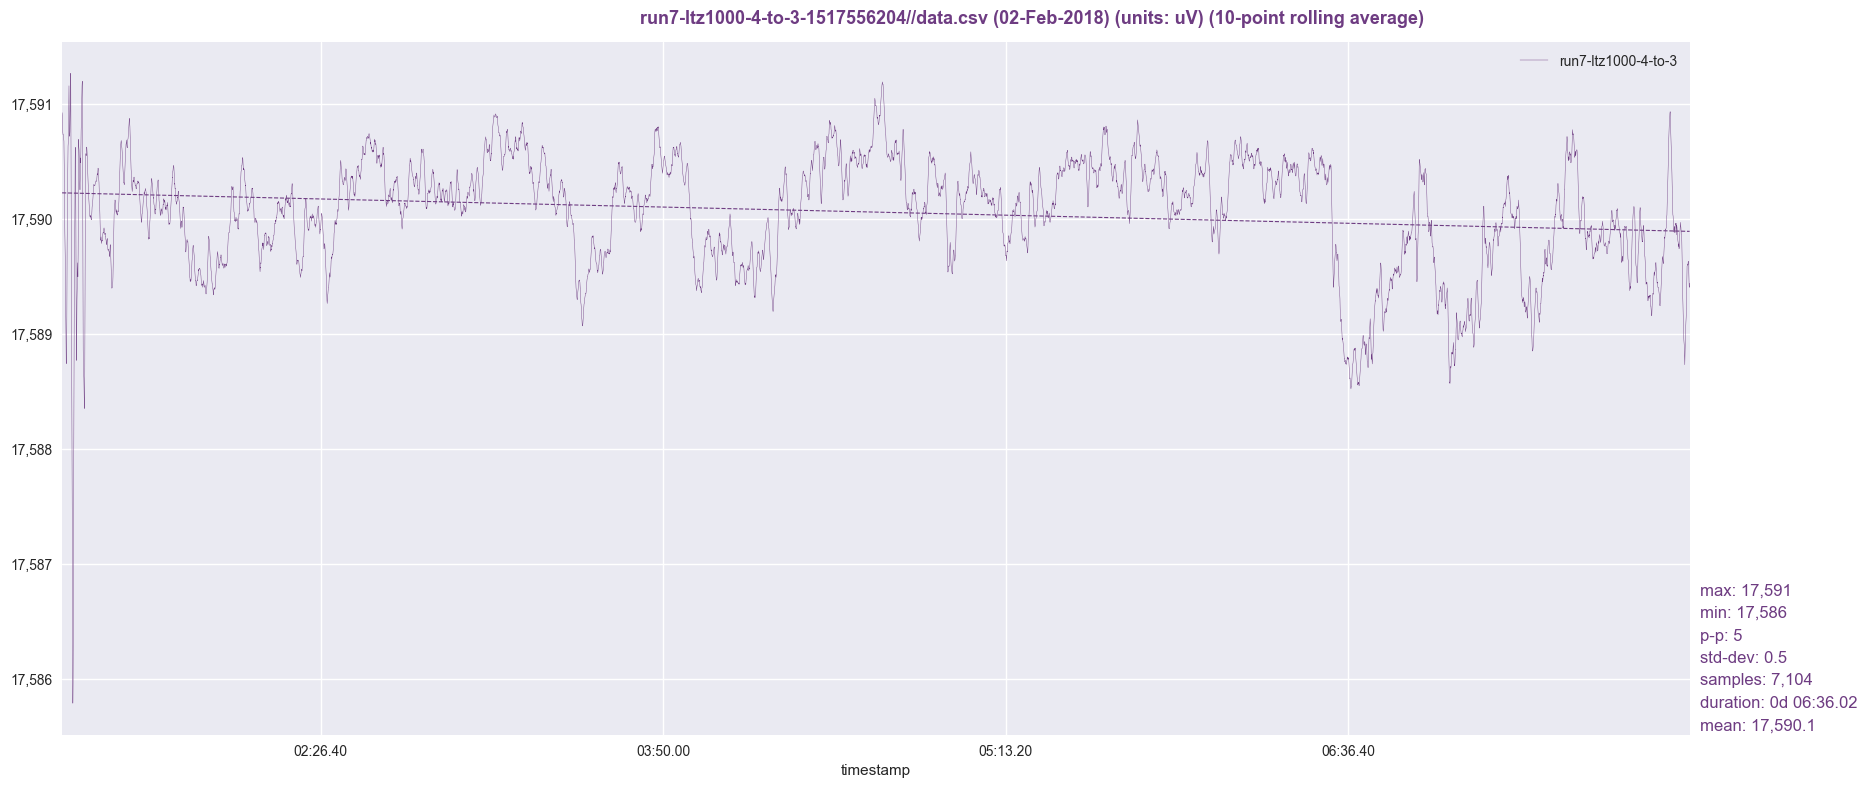 run7-ltz1000-4-to-3-1517556204//data.csv (02-Feb-2018) (units: uV) (10-point rolling average)
run7-ltz1000-4-to-3
17,591
17,590
17,589
17,588
17,587
17,586
max: 17,591
min: 17,586
p-p: 5
std-dev: 0.5
samples: 7,104
duration: 0d 06:36.02
mean: 17,590.1
02:26.40
03:50.00
05:13.20
06:36.40
timestamp